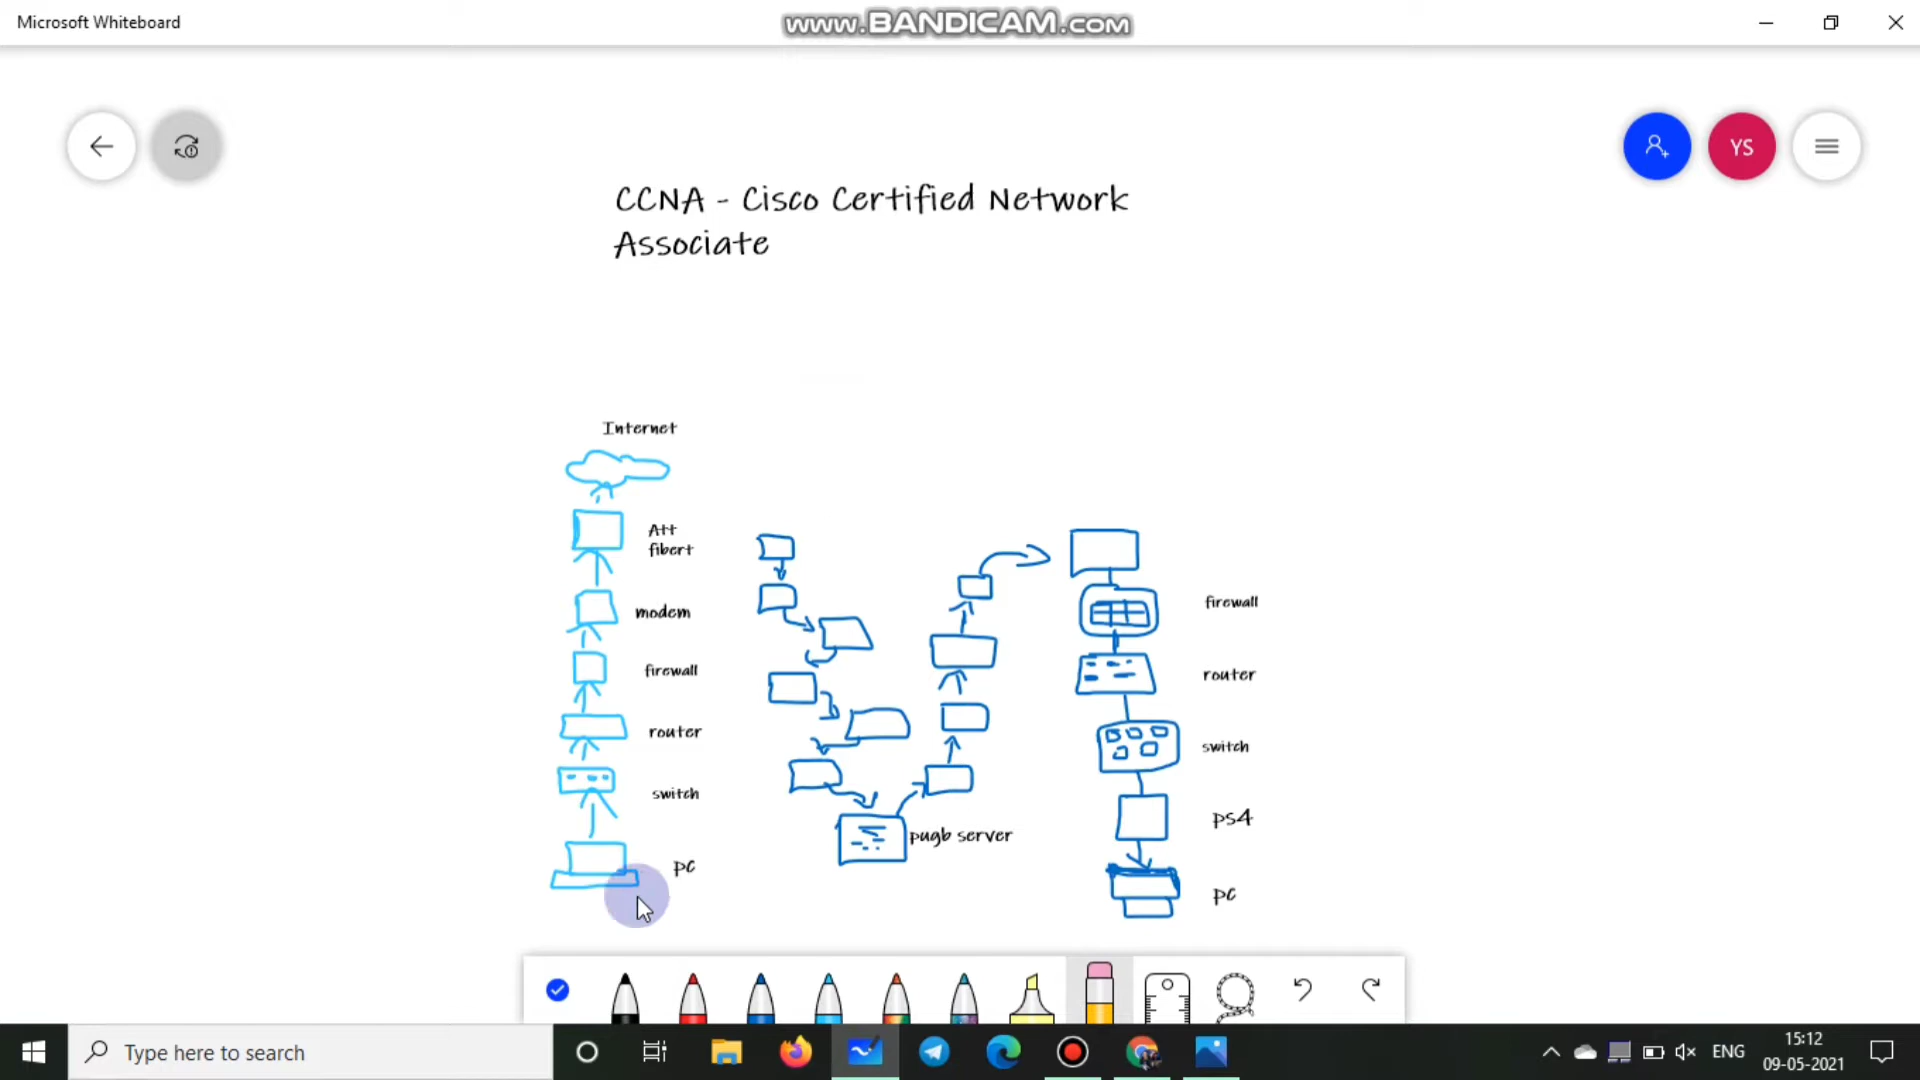 Microsoft Whiteboard
www.BANDICAM.com
YS
CCNA - Cisco Certified Network
Associate
Internet
Att
fibert
modem
firewall
router
switch
pc
pugb server
firewall
router
switch
ps4
pc
Type here to search
ENG
15:12
09-05-2021